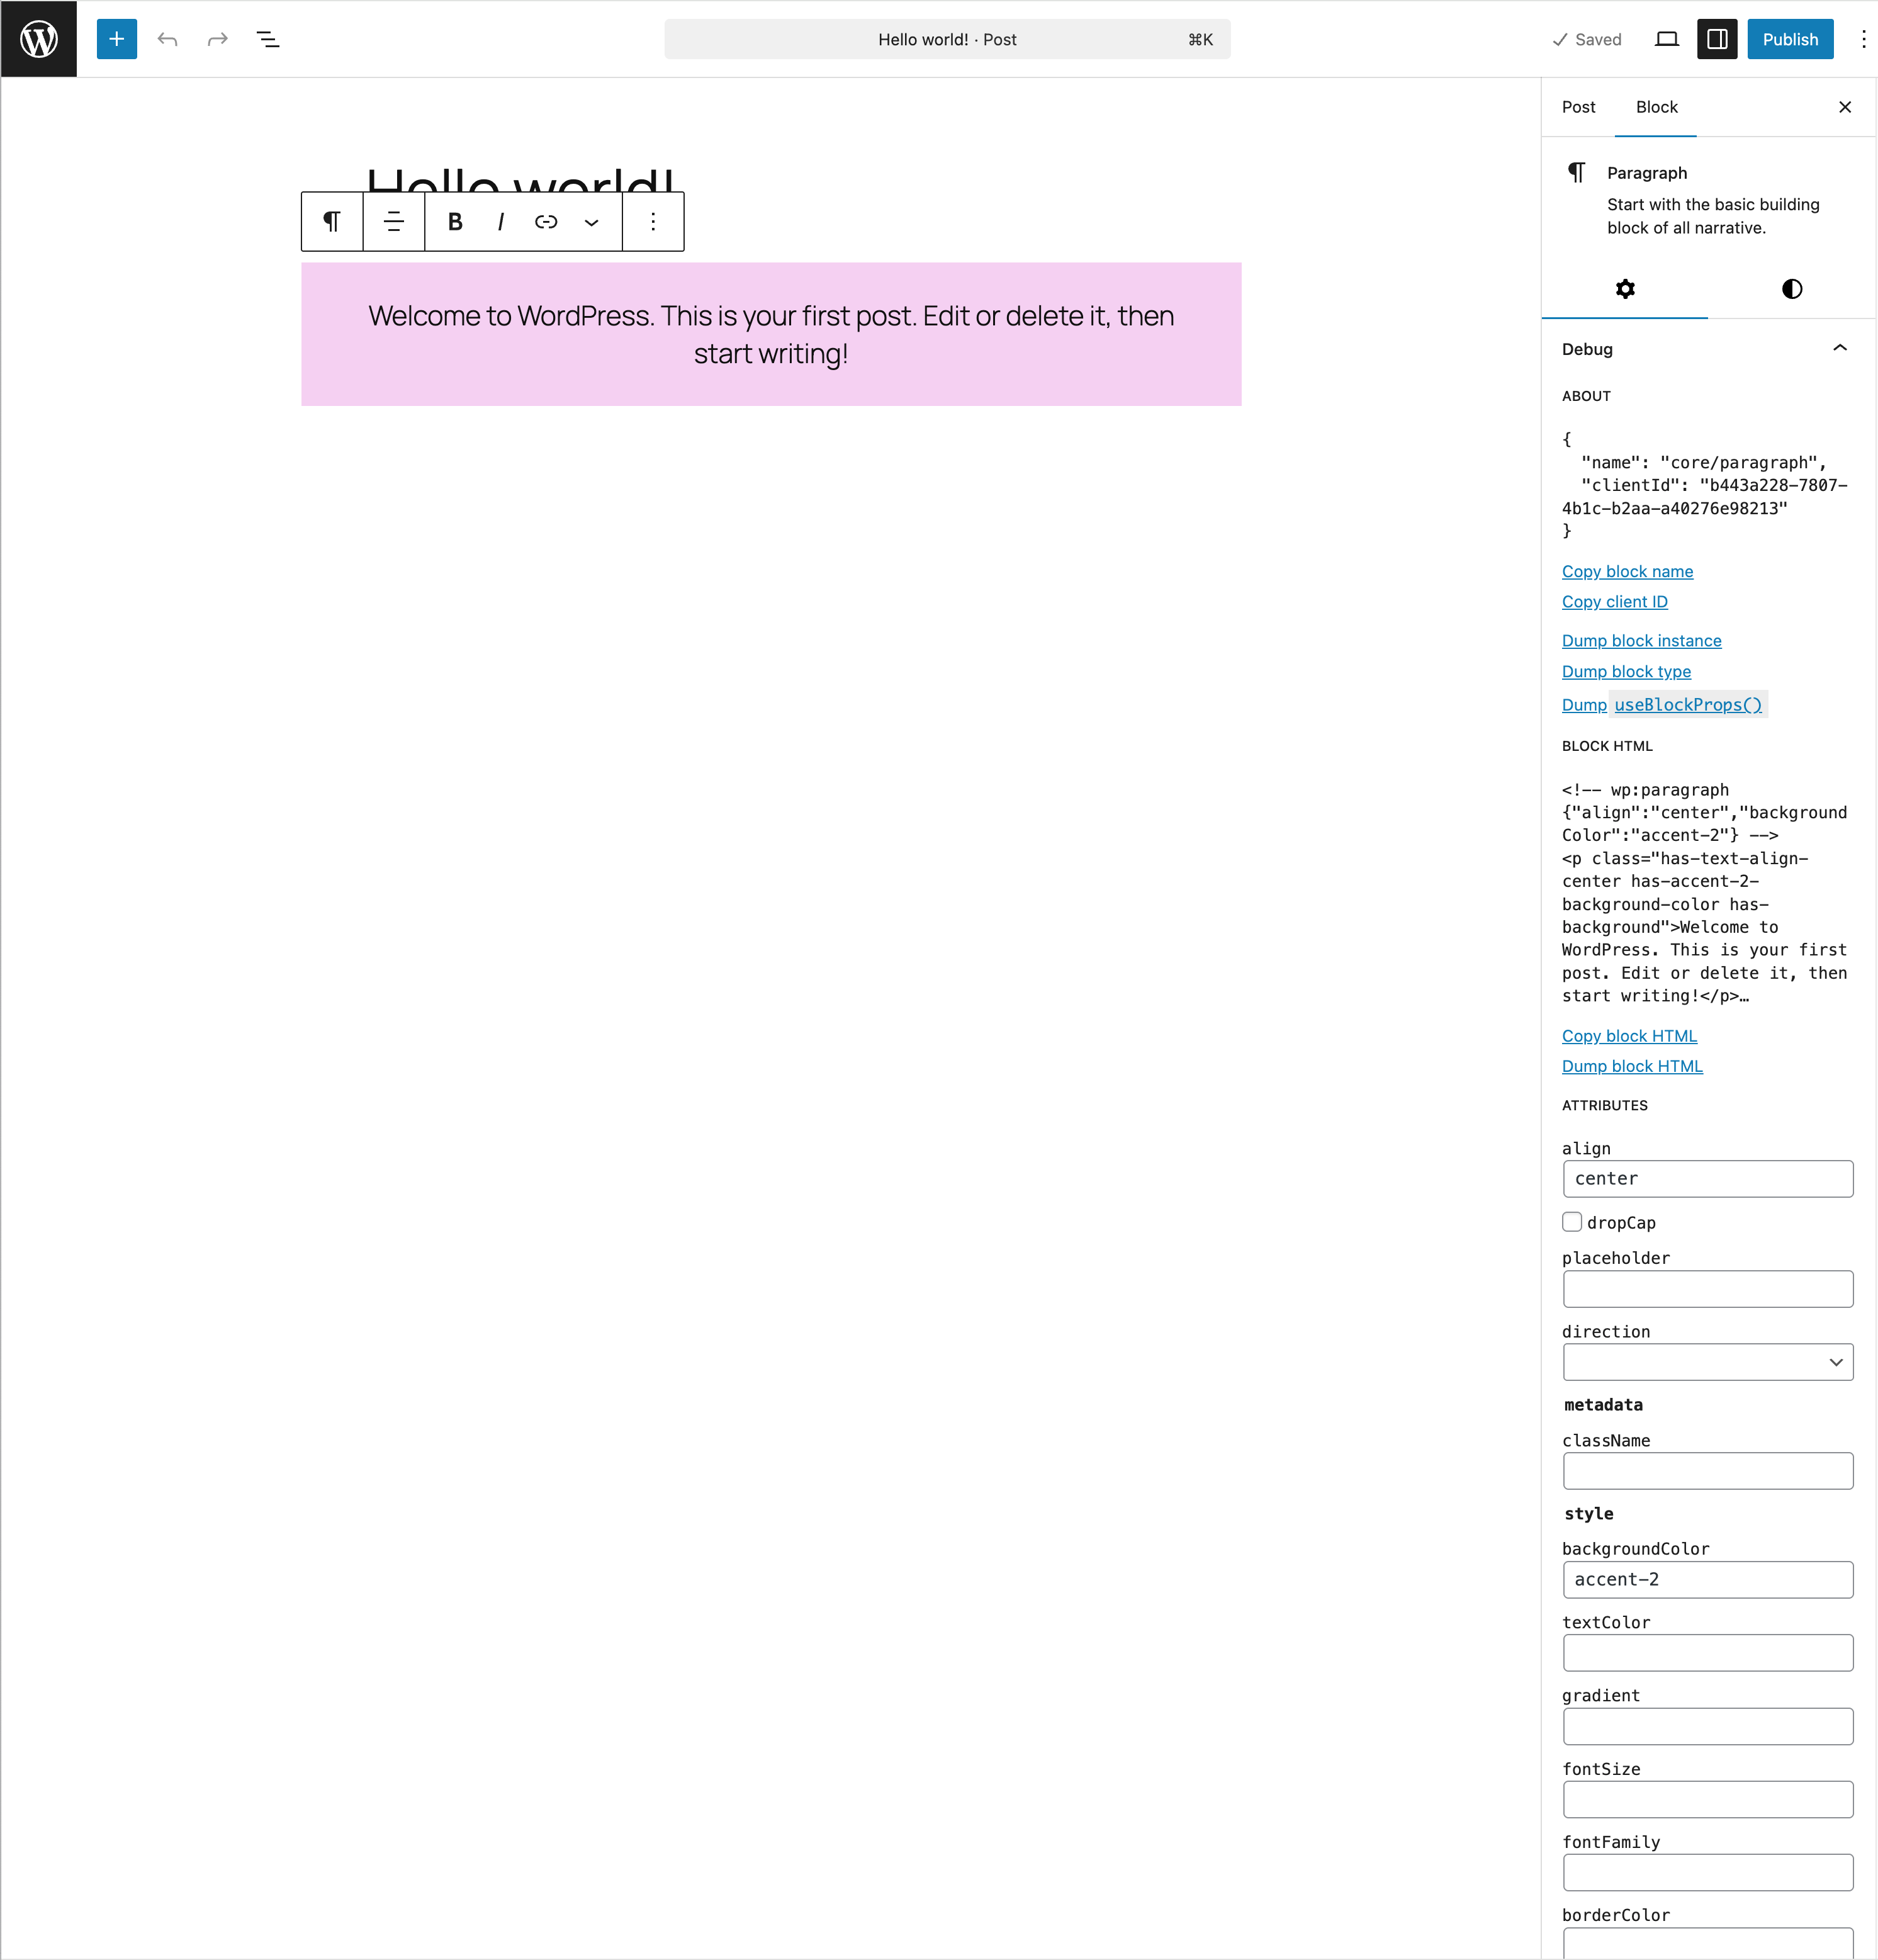 Hello world! · Post ⌘K
Saved
Publish
Hello world!
B I
Welcome to WordPress. This is your first post. Edit or delete it, then
start writing!
Post Block
Paragraph
Start with the basic building
block of all narrative.
Debug
ABOUT
{
"name": "core/paragraph",
"clientId": "b443a228-7807-
4b1c-b2aa-a40276e98213"
}
Copy block name
Copy client ID
Dump block instance
Dump block type
Dump useBlockProps()
BLOCK HTML
<!-- wp:paragraph
{"align":"center","background
Color":"accent-2"} -->
<p class="has-text-align-
center has-accent-2-
background-color has-
background">Welcome to
WordPress. This is your first
post. Edit or delete it, then
start writing!</p>…
Copy block HTML
Dump block HTML
ATTRIBUTES
align
center
dropCap
placeholder
direction
metadata
className
style
backgroundColor
accent-2
textColor
gradient
fontSize
fontFamily
borderColor